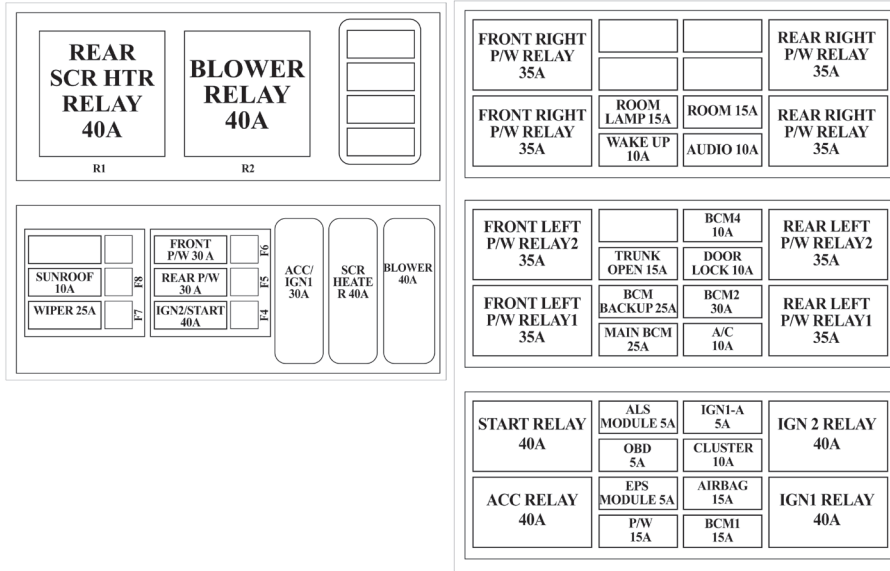 REAR
SCR HTR
RELAY
40A
R1
BLOWER
RELAY
40A
R2
SUNROOF
10A
F8
WIPER 25A
F7
FRONT
P/W 30 A
F6
REAR P/W
30 A
F5
IGN2/START
40A
F4
ACC/
IGN1
30A
SCR
HEATE
R 40A
BLOWER
40A
FRONT RIGHT
P/W RELAY
35A
REAR RIGHT
P/W RELAY
35A
FRONT RIGHT
P/W RELAY
35A
ROOM
LAMP 15A
ROOM 15A
WAKE UP
10A
AUDIO 10A
REAR RIGHT
P/W RELAY
35A
FRONT LEFT
P/W RELAY2
35A
BCM4
10A
TRUNK
OPEN 15A
DOOR
LOCK 10A
REAR LEFT
P/W RELAY2
35A
FRONT LEFT
P/W RELAY1
35A
BCM
BACKUP 25A
BCM2
30A
MAIN BCM
25A
A/C
10A
REAR LEFT
P/W RELAY1
35A
START RELAY
40A
ALS
MODULE 5A
IGN1-A
5A
OBD
5A
CLUSTER
10A
IGN 2 RELAY
40A
ACC RELAY
40A
EPS
MODULE 5A
AIRBAG
15A
P/W
15A
BCM1
15A
IGN1 RELAY
40A